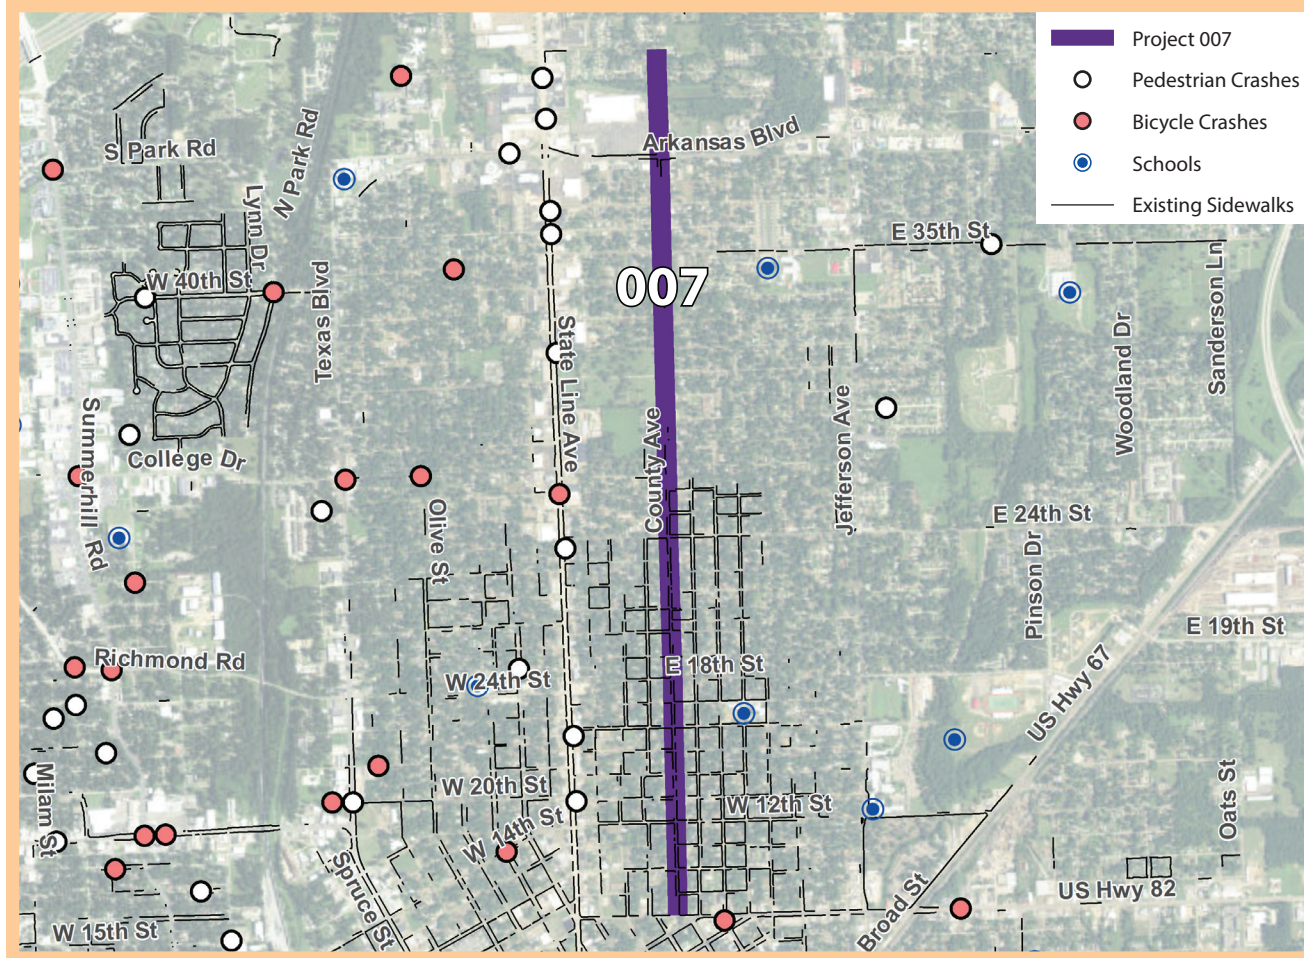 Project 007
Pedestrian Crashes
Bicycle Crashes
Schools
Existing Sidewalks
S Park Rd
N Park Rd
Arkansas Blvd
Lynn Dr
E 35th St
W 40th St
007
Texas Blvd
State Line Ave
Sanderson Ln
Woodland Dr
Summerhill Rd
College Dr
County Ave
Jefferson Ave
Olive St
E 24th St
Pinson Dr
E 19th St
Richmond Rd
W 24th St
E 18th St
US Hwy 67
Milam St
W 20th St
W 12th St
Oats St
W 14th St
Spruce St
Broad St
US Hwy 82
W 15th St